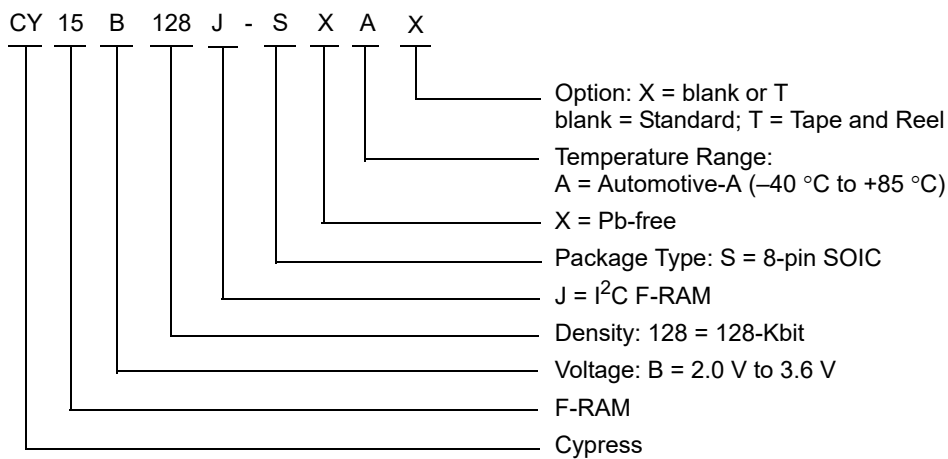 CY 15 B 128 J - S X A X
Option: X = blank or T
blank = Standard; T = Tape and Reel
Temperature Range:
A = Automotive-A (–40 °C to +85 °C)
X = Pb-free
Package Type: S = 8-pin SOIC
J = I²C F-RAM
Density: 128 = 128-Kbit
Voltage: B = 2.0 V to 3.6 V
F-RAM
Cypress